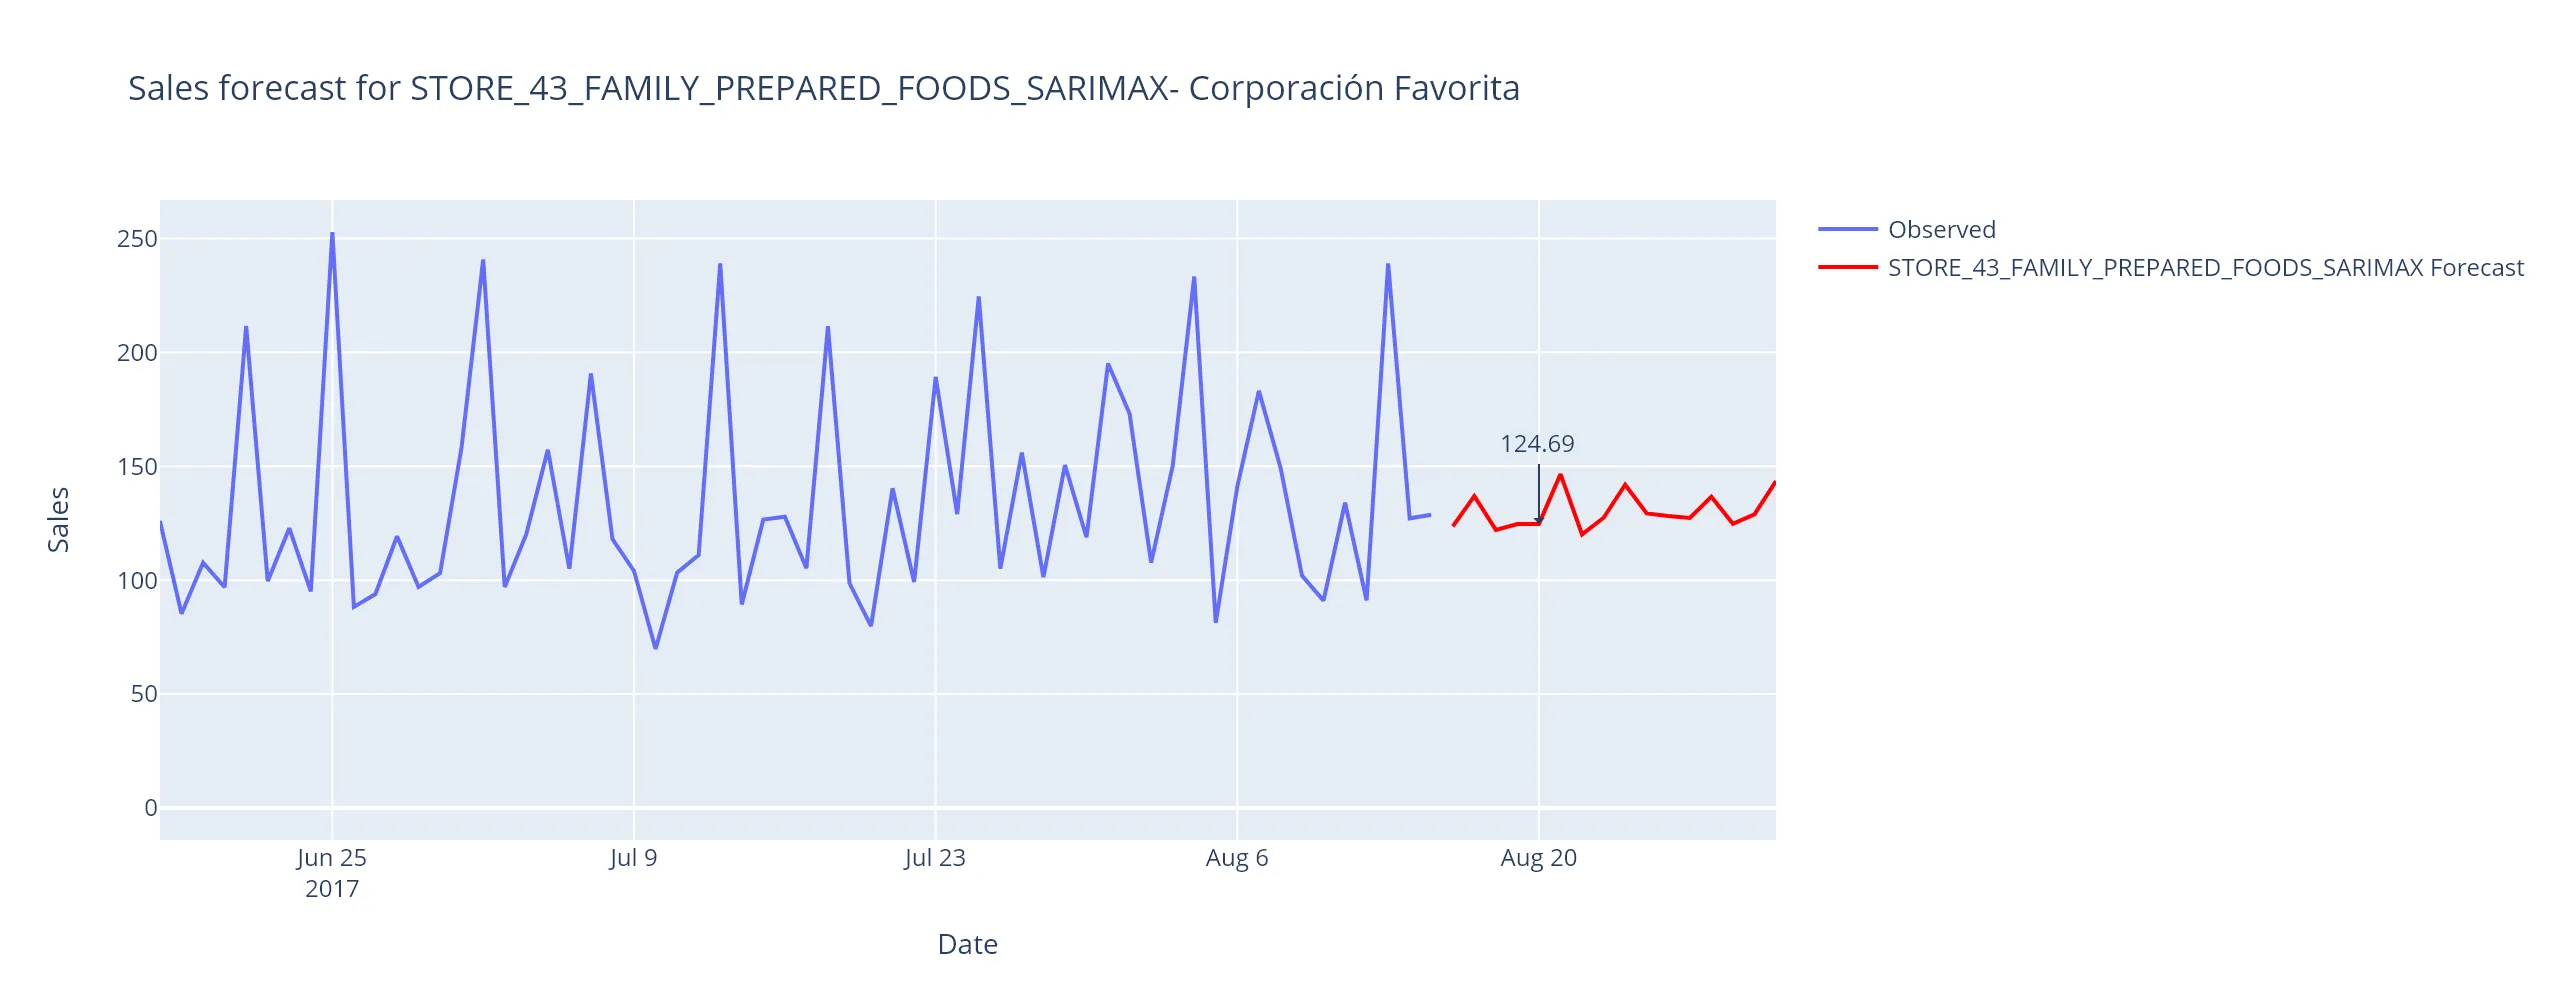 Sales forecast for STORE_43_FAMILY_PREPARED_FOODS_SARIMAX- Corporación Favorita
Observed
STORE_43_FAMILY_PREPARED_FOODS_SARIMAX Forecast
250
200
150
100
50
0
Sales
124.69
Jun 25
2017
Jul 9
Jul 23
Aug 6
Aug 20
Date